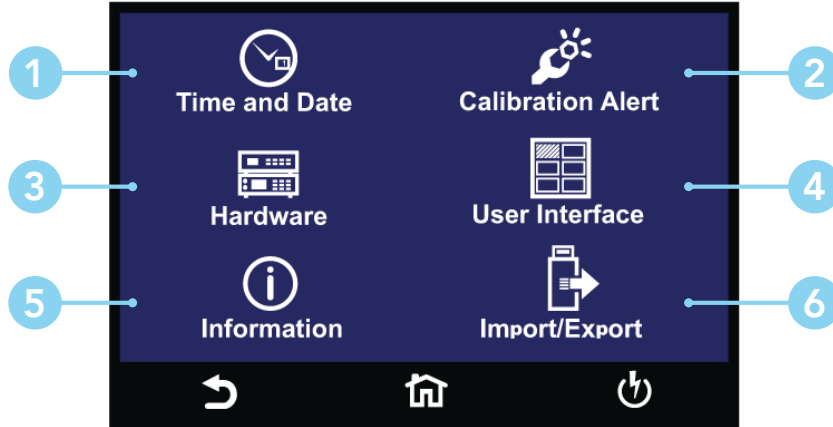 1
Time and Date
2
Calibration Alert
3
Hardware
4
User Interface
5
Information
6
Import/Export